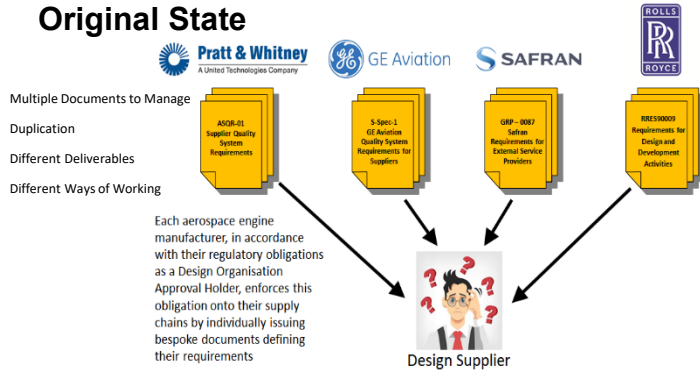 Original State
Pratt & Whitney
A United Technologies Company
GE Aviation
SAFRAN
ROLLS
RR
ROYCE
Multiple Documents to Manage
Duplication
Different Deliverables
Different Ways of Working
ASQR-01
Supplier Quality
System
Requirements
S-Spec-1
GE Aviation
Quality System
Requirements for
Suppliers
GRP – 0087
Safran
Requirements for
External Service
Providers
RRES90009
Requirements for
Design and
Development
Activities
Each aerospace engine
manufacturer, in accordance
with their regulatory obligations
as a Design Organisation
Approval Holder, enforces this
obligation onto their supply
chains by individually issuing
bespoke documents defining
their requirements
? ? ? ? ?
Design Supplier